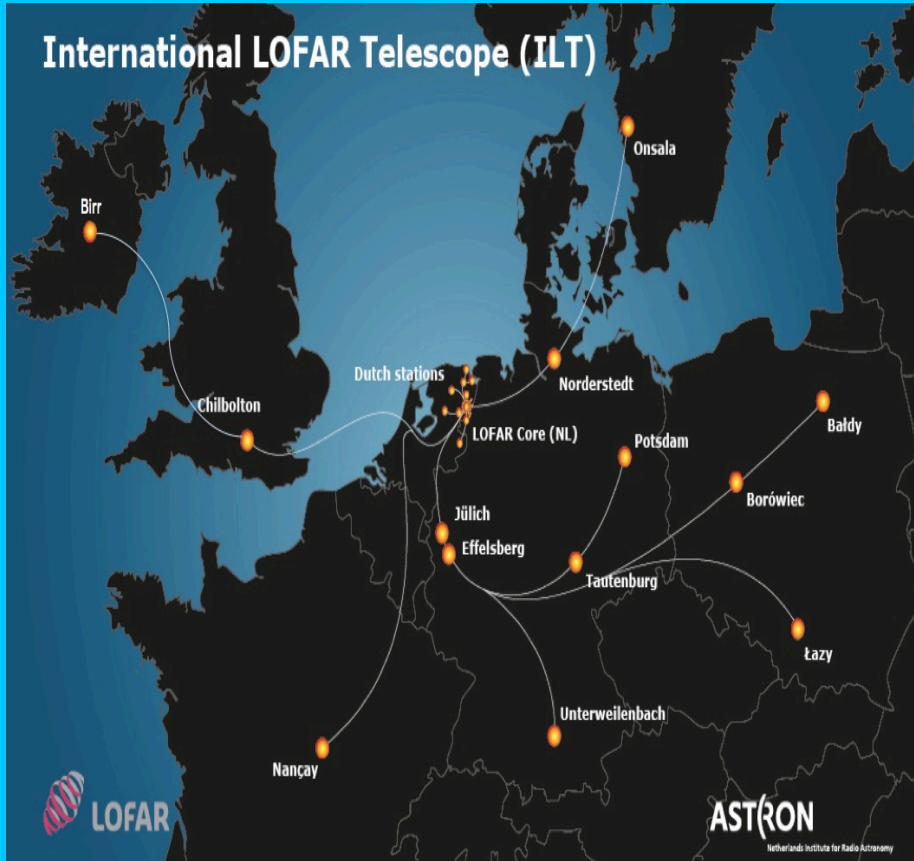 International LOFAR Telescope (ILT)
Onsala
Birr
Dutch stations
Norderstedt
Chilbolton
LOFAR Core (NL)
Bałdy
Potsdam
Borówiec
Jülich
Effelsberg
Tautenburg
Łazy
Unterweilenbach
Nançay
LOFAR
ASTRON
Netherlands Institute for Radio Astronomy